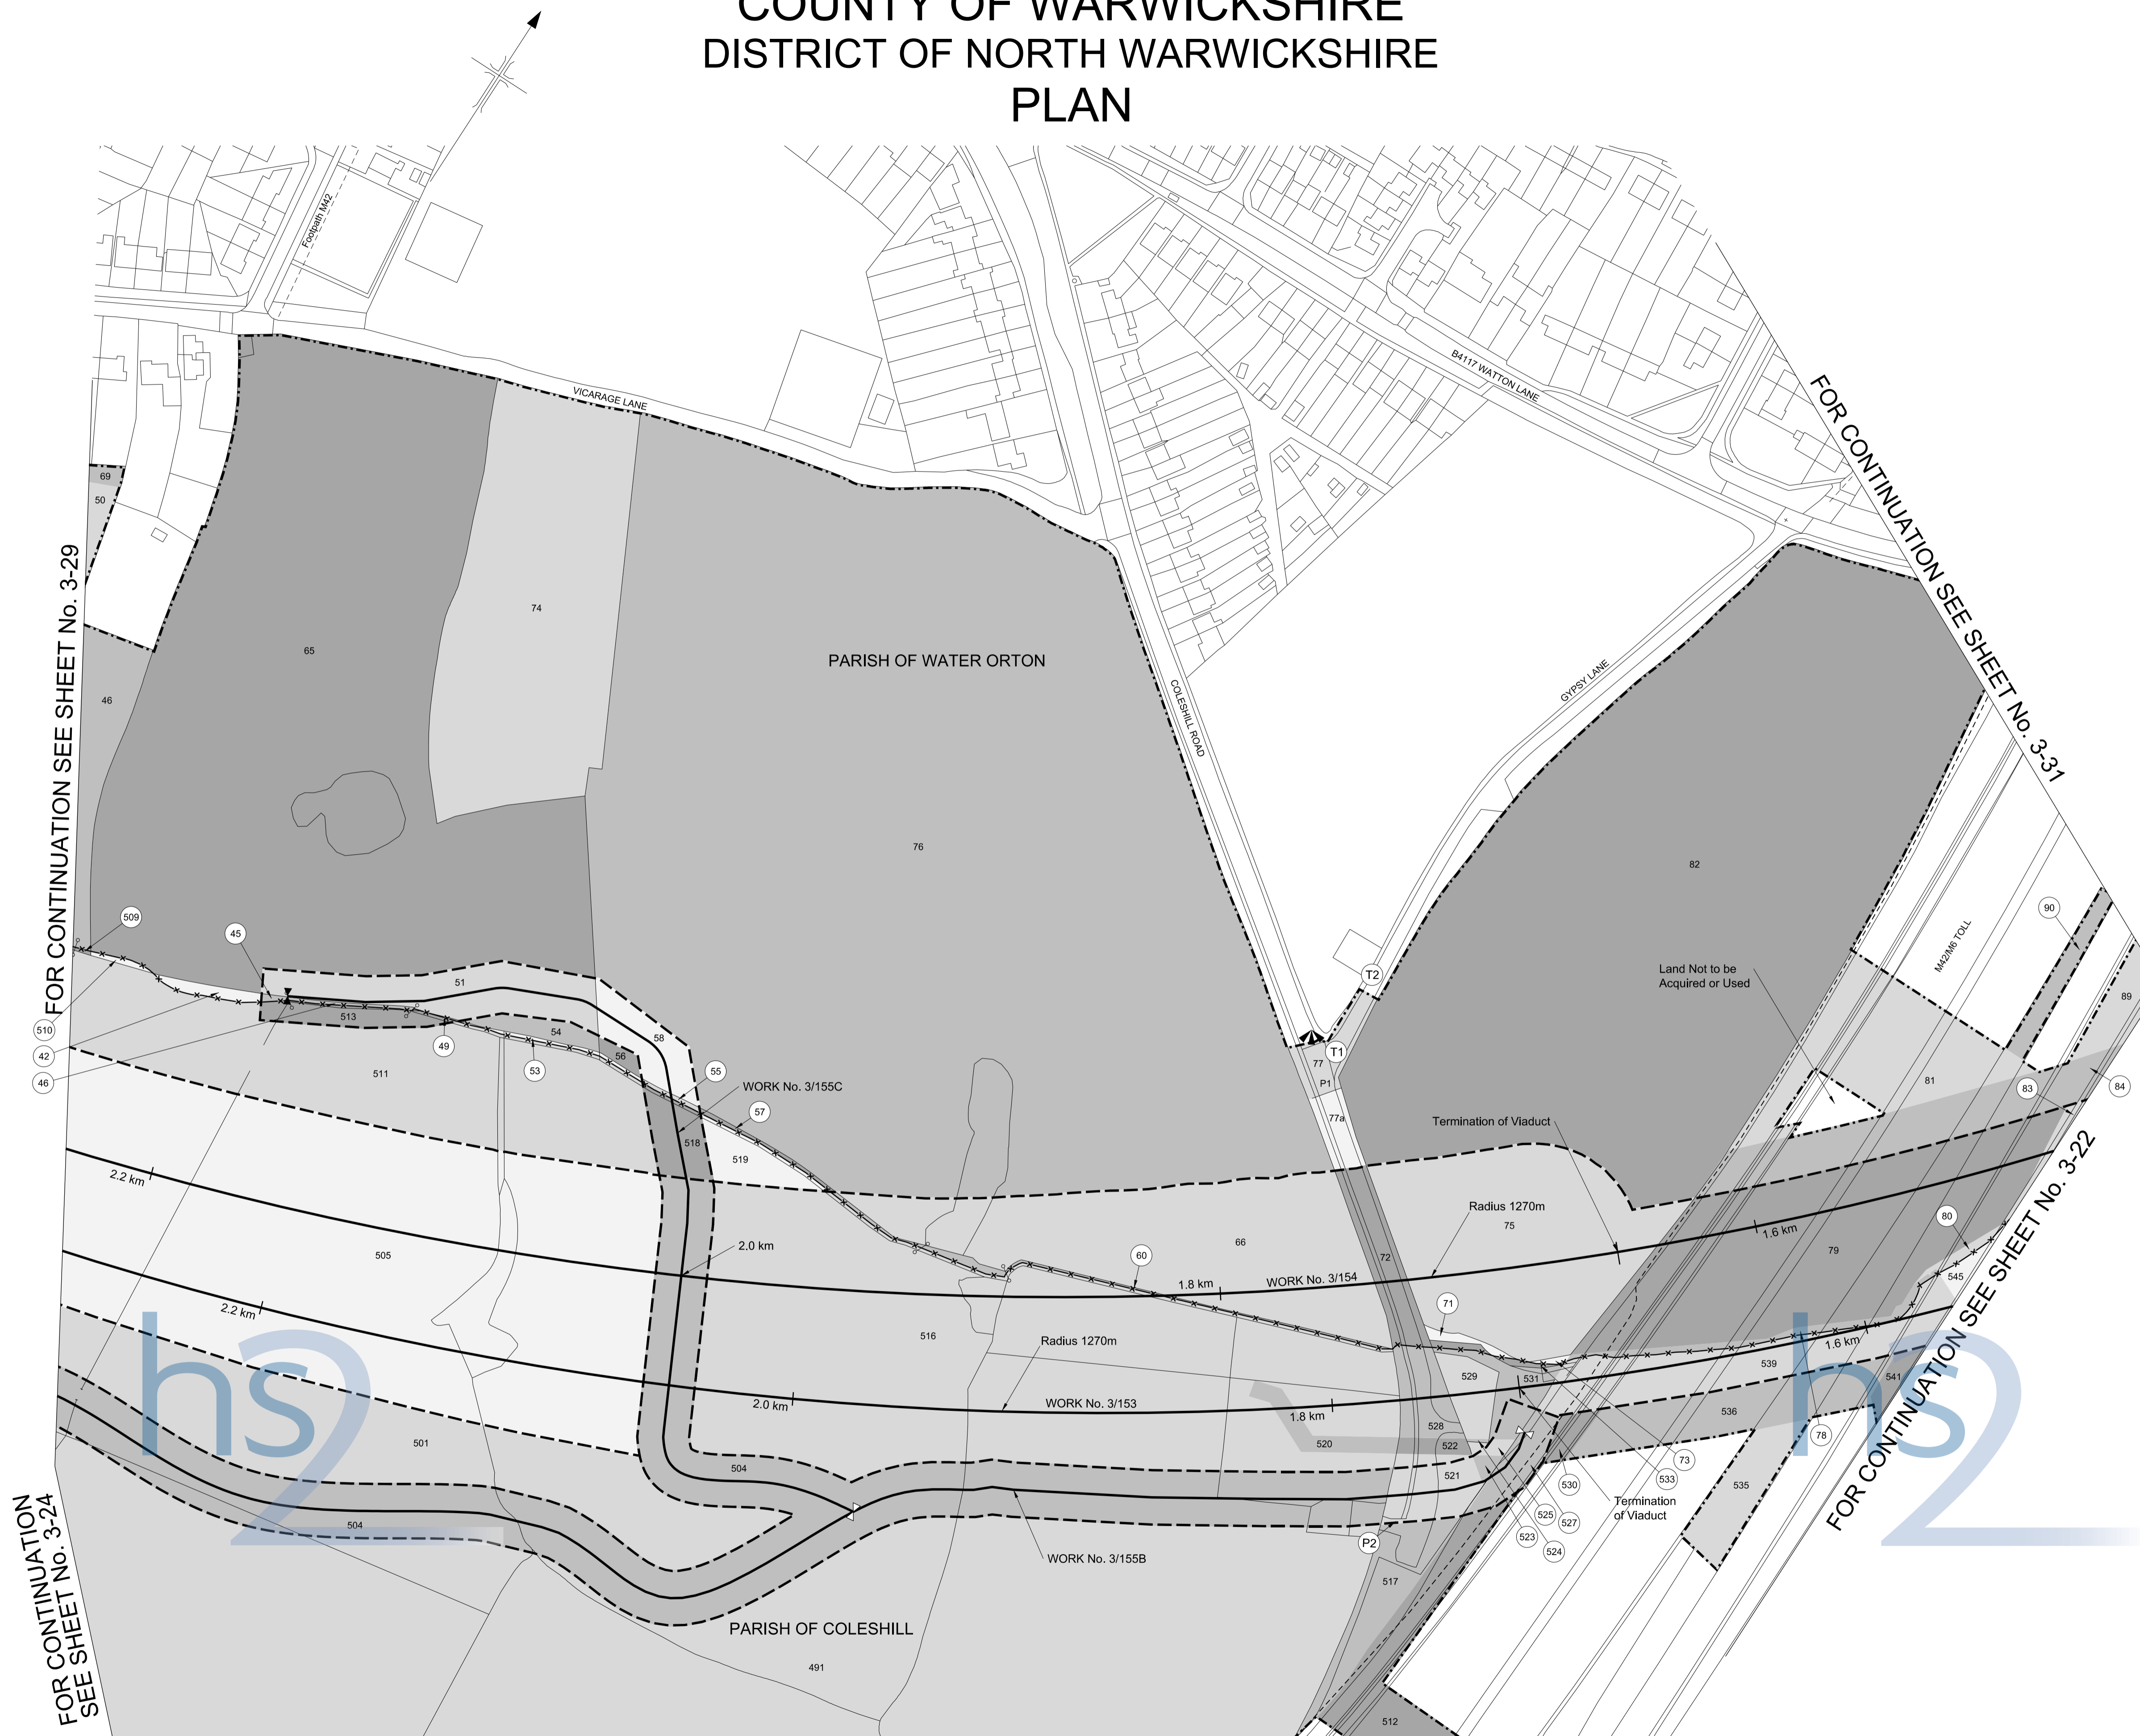 COUNTY OF WARWICKSHIRE
DISTRICT OF NORTH WARWICKSHIRE
PLAN
Footpath M42
VICARAGE LANE
B4117 WATTON LANE
FOR CONTINUATION SEE SHEET No. 3-31
69
50
FOR CONTINUATION SEE SHEET No. 3-29
74
65
PARISH OF WATER ORTON
46
COLESHILL ROAD
GYPSY LANE
76
82
509
45
90
M42/M6 TOLL
Land Not to be
Acquired or Used
T2
51
89
510
513
54
58
49
42
56
T1
77
P1
46
511
53
55
81
83
84
WORK No. 3/155C
57
77a
Termination of Viaduct
518
519
FOR CONTINUATION SEE SHEET No. 3-22
2.2 km
Radius 1270m
75
80
1.6 km
2.0 km
66
60
72
79
505
545
1.8 km
WORK No. 3/154
2.2 km
71
hs2
516
Radius 1270m
1.6 km
hs2
539
529
531
541
2.0 km
WORK No. 3/153
1.8 km
536
528
501
520
522
78
73
504
521
533
530
535
525
527
Termination
of Viaduct
504
523
524
P2
FOR CONTINUATION
SEE SHEET No. 3-24
WORK No. 3/155B
517
PARISH OF COLESHILL
491
512